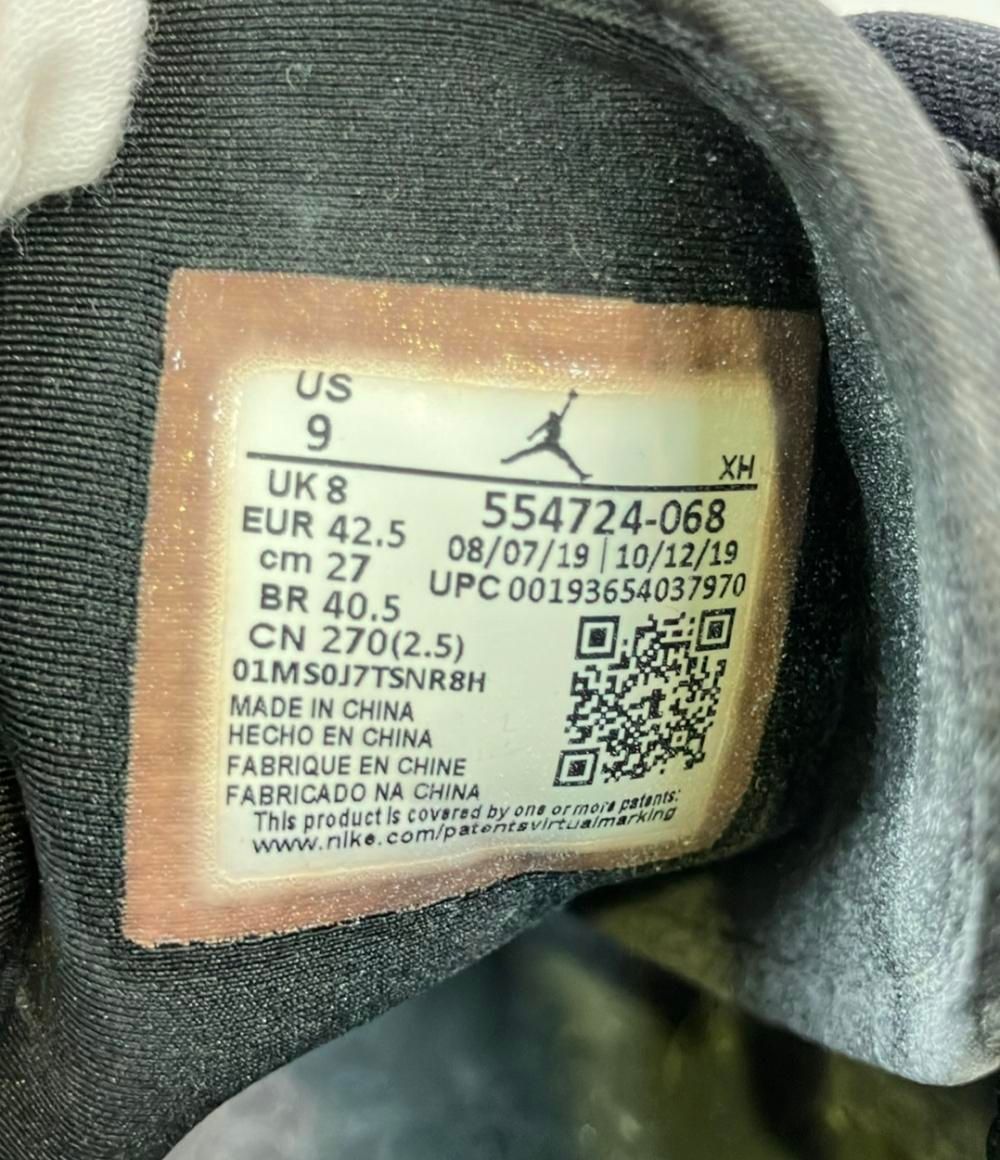 US
9
XH
UK 8
EUR 42.5
cm 27
BR 40.5
CN 270(2.5)
554724-068
08/07/19 | 10/12/19
UPC 00193654037970
01MS0J7TSNR8H
MADE IN CHINA
HECHO EN CHINA
FABRIQUE EN CHINE
FABRICADO NA CHINA
This product is covered by one or more patents:
www.nike.com/patentsvirtualmarking